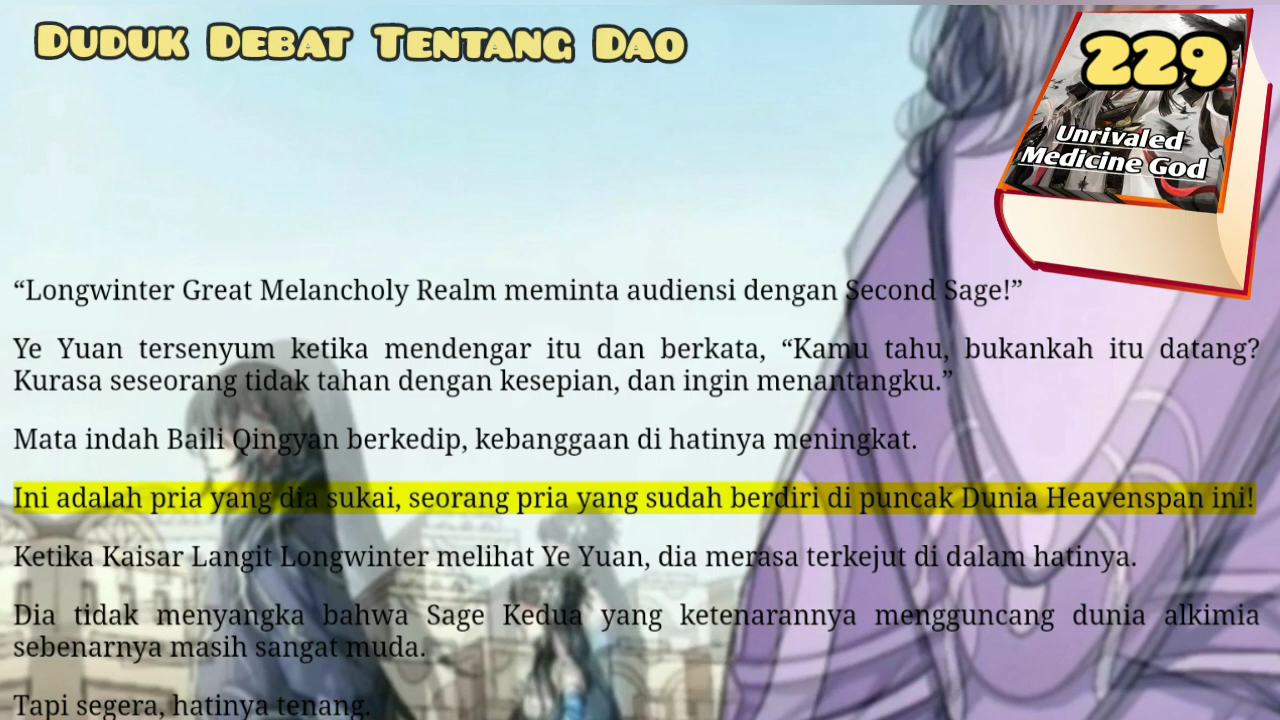 Duduk Debat Tentang Dao
229
Unrivaled
Medicine God
“Longwinter Great Melancholy Realm meminta audiensi dengan Second Sage!”
Ye Yuan tersenyum ketika mendengar itu dan berkata, “Kamu tahu, bukankah itu datang?
Kurasa seseorang tidak tahan dengan kesepian, dan ingin menantangku.”
Mata indah Baili Qingyan berkedip, kebanggaan di hatinya meningkat.
Ini adalah pria yang dia sukai, seorang pria yang sudah berdiri di puncak Dunia Heavenspan ini!
Ketika Kaisar Langit Longwinter melihat Ye Yuan, dia merasa terkejut di dalam hatinya.
Dia tidak menyangka bahwa Sage Kedua yang ketenarannya mengguncang dunia alkimia
sebenarnya masih sangat muda.
Tapi segera, hatinya tenang.